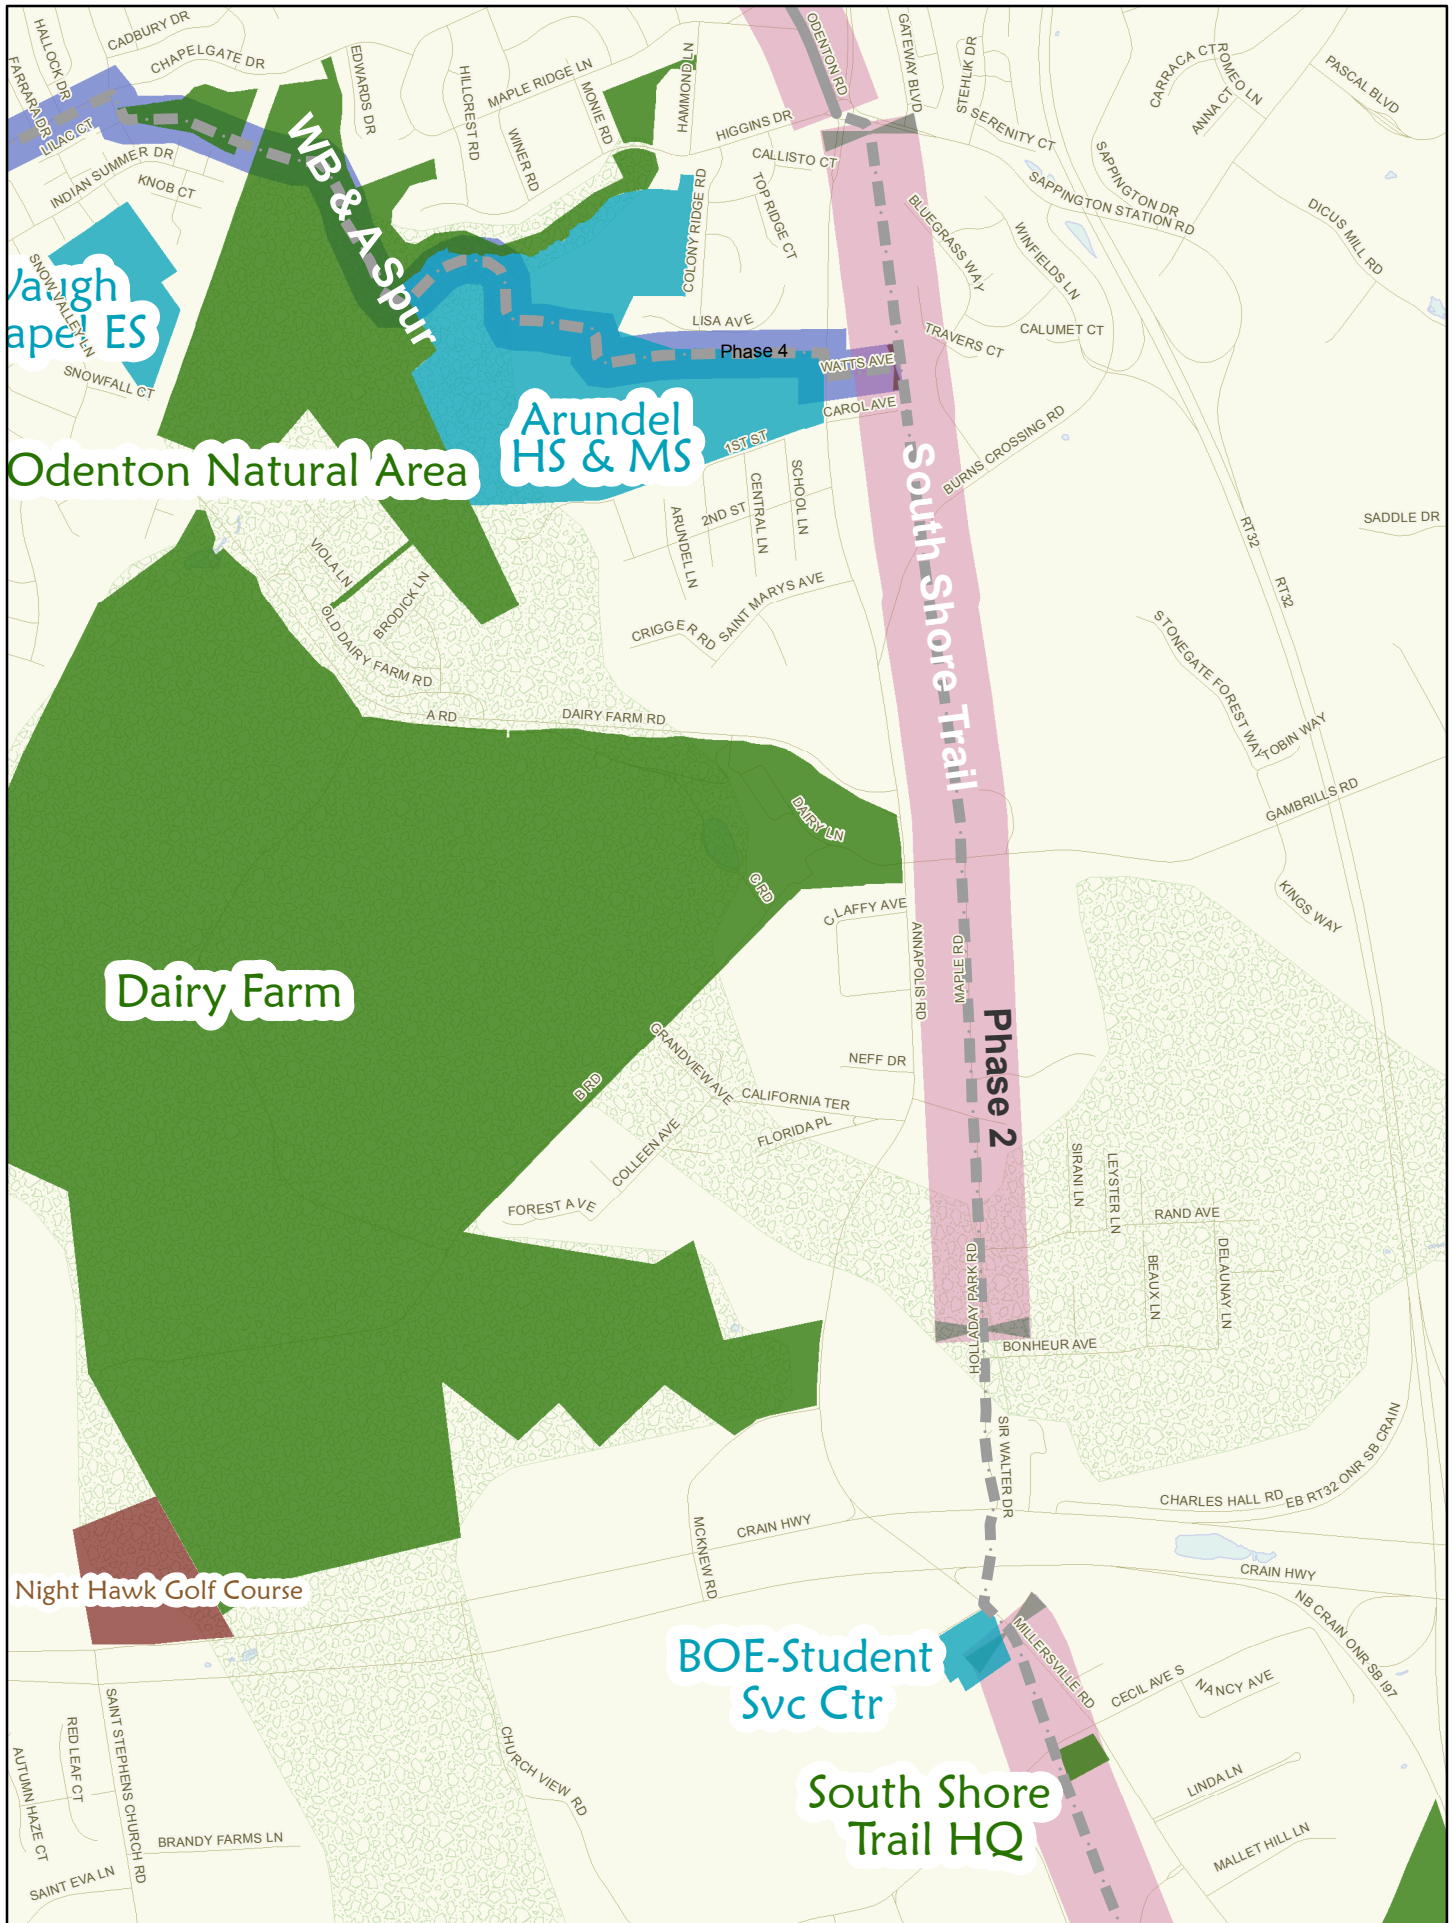 HALLOCK DR
CADBURY DR
CHAPELGATE DR
FARRARA DR
LILAC CT
INDIAN SUMMER DR
KNOB CT
EDWARDS DR
HILLCREST RD
MAPLE RIDGE LN
WINER RD
MONIE RD
HAMMOND LN
HIGGINS DR
ODENTON RD
GATEWAY BLVD
STEHLIK DR
S SERENITY CT
CARRACA CT
ROMEO LN
ANNA CT
PASCAL BLVD
CALLISTO CT
TOP RIDGE CT
COLONY RIDGE RD
SAPPINGTON DR
SAPPINGTON STATION RD
DICUS MILL RD
BLUEGRASS WAY
WINFIELDS LN
TRAVERS CT
CALUMET CT
WB & A Spur
SNOW VALLEY LN
Vaugh
apel ES
SNOWFALL CT
LISA AVE
Phase 4
WATTS AVE
CAROL AVE
Arundel
HS & MS
1ST ST
Odenton Natural Area
2ND ST
CENTRAL LN
SCHOOL LN
ARUNDEL LN
BURNS CROSSING RD
RT32
SADDLE DR
South Shore Trail
VIOLA LN
BRODICK LN
OLD DAIRY FARM RD
CRIGGER RD
SAINT MARYS AVE
RT32
STONEGATE FOREST WAY
TOBIN WAY
A RD
DAIRY FARM RD
GAMBRILLS RD
DAIRY LN
C RD
KINGS WAY
CLAFFY AVE
ANNAPOLIS RD
MAPLE RD
Dairy Farm
Phase 2
GRANDVIEW AVE
NEFF DR
B RD
CALIFORNIA TER
FLORIDA PL
COLLEEN AVE
FOREST AVE
SIRANI LN
LEYSTER LN
RAND AVE
BEAUX LN
DELAUNAY LN
HOLLADAY PARK RD
BONHEUR AVE
SIR WALTER DR
CHARLES HALL RD
EB RT32 ONR SB CRAIN
MCKNEW RD
CRAIN HWY
CRAIN HWY
NB CRAIN ONR SB I97
Night Hawk Golf Course
BOE-Student
Svc Ctr
MILLERSVILLE RD
CECIL AVE S
NANCY AVE
SAINT STEPHENS CHURCH RD
RED LEAF CT
AUTUMN HAZE CT
CHURCH VIEW RD
South Shore
Trail HQ
LINDA LN
BRANDY FARMS LN
SAINT EVA LN
MALLET HILL LN